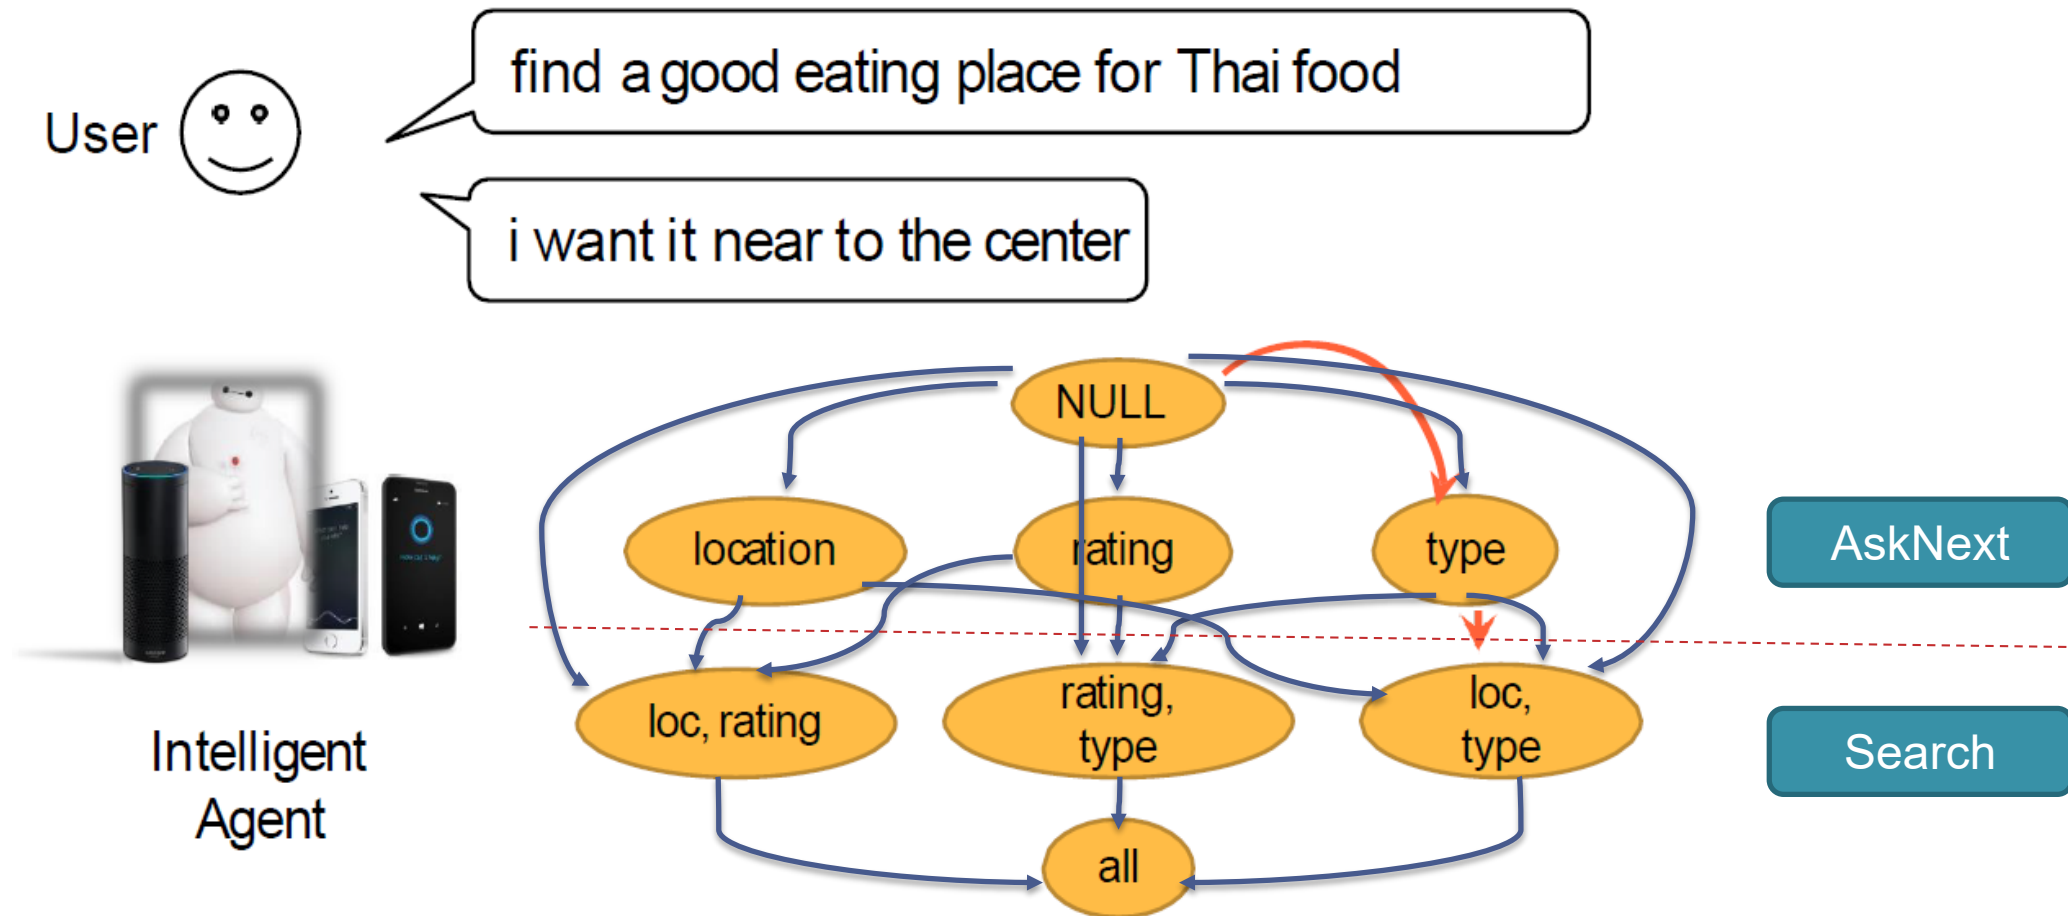 find a good eating place for Thai food
User
i want it near to the center
NULL
location
rating
type
AskNext
loc, rating
rating,
type
loc,
type
Search
Intelligent
Agent
all